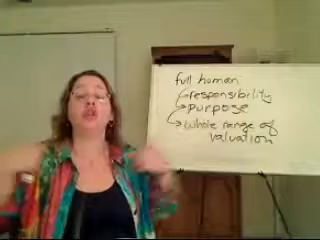 full human
responsibility
purpose
whole range of
valuation